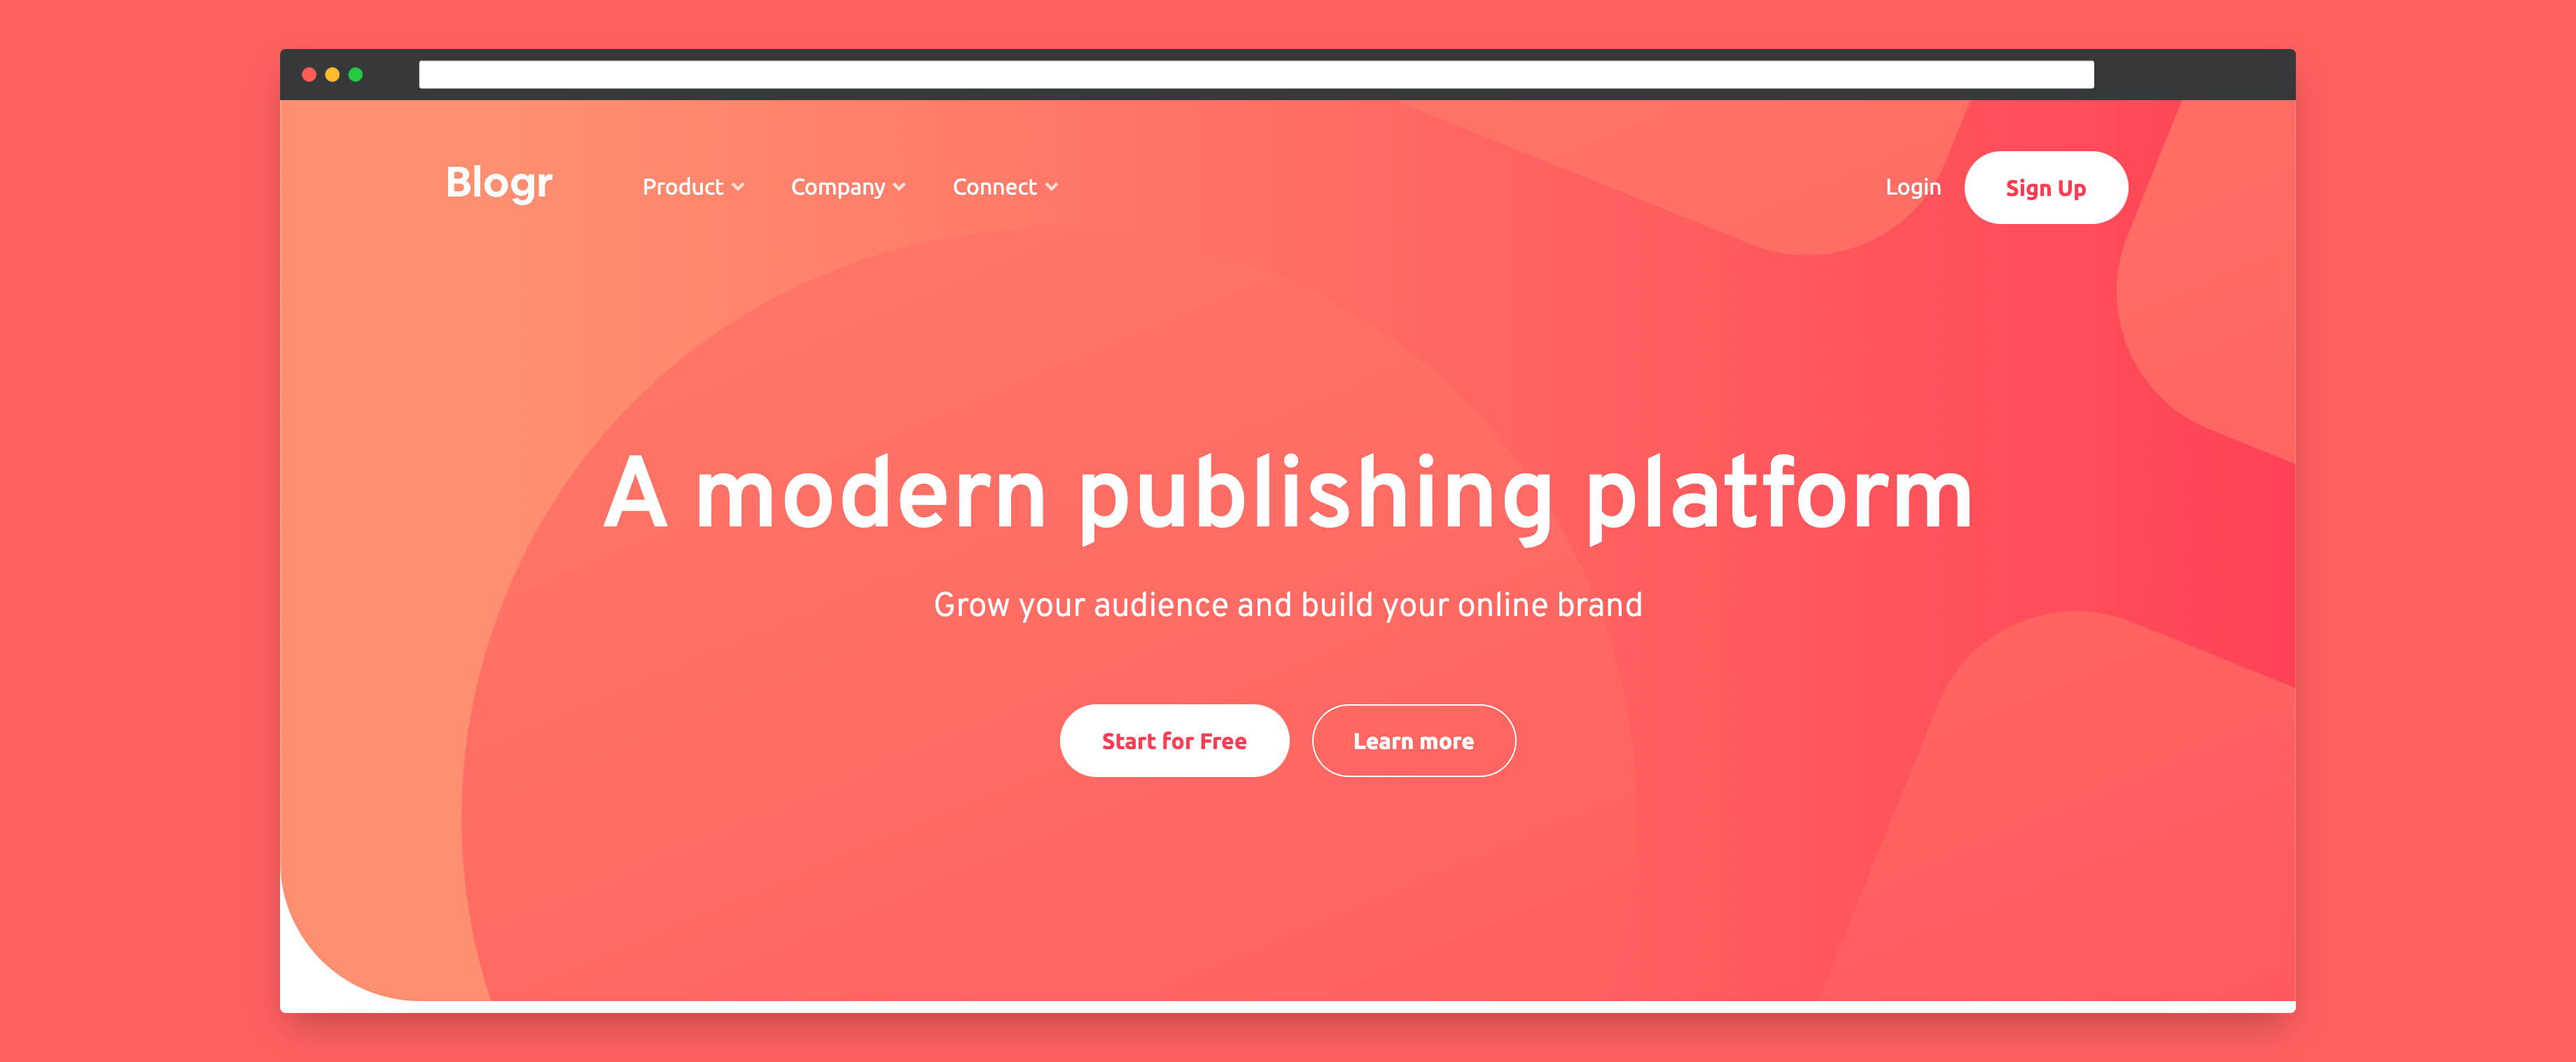 Blogr Product Company Connect Login Sign Up
A modern publishing platform
Grow your audience and build your online brand
Start for Free Learn more